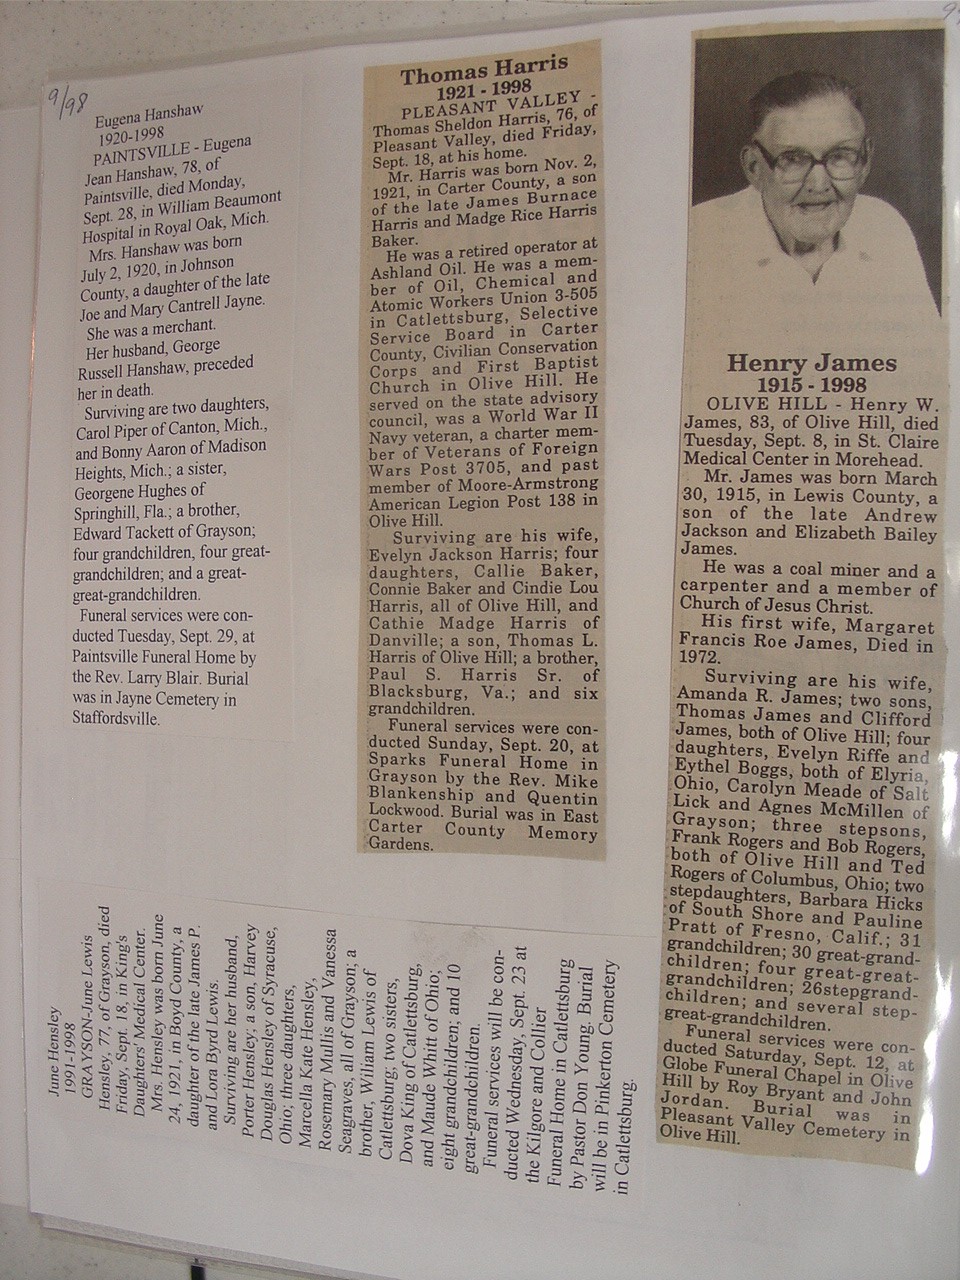 9/98
Eugena Hanshaw
1920-1998
PAINTSVILLE - Eugena
Jean Hanshaw, 78, of
Paintsville, died Monday,
Sept. 28, in William Beaumont
Hospital in Royal Oak, Mich.
Mrs. Hanshaw was born
July 2, 1920, in Johnson
County, a daughter of the late
Joe and Mary Cantrell Jayne.
She was a merchant.
Her husband, George
Russell Hanshaw, preceded
her in death.
Surviving are two daughters,
Carol Piper of Canton, Mich.,
and Bonny Aaron of Madison
Heights, Mich.; a sister,
Georgene Hughes of
Springhill, Fla.; a brother,
Edward Tackett of Grayson;
four grandchildren, four great-
grandchildren; and a great-
great-grandchildren.
Funeral services were con-
ducted Tuesday, Sept. 29, at
Paintsville Funeral Home by
the Rev. Larry Blair. Burial
was in Jayne Cemetery in
Staffordsville.
Thomas Harris
1921 - 1998
PLEASANT VALLEY -
Thomas Sheldon Harris, 76, of
Pleasant Valley, died Friday,
Sept. 18, at his home.
Mr. Harris was born Nov. 2,
1921, in Carter County, a son
of the late James Burnace
Harris and Madge Rice Harris
Baker.
He was a retired operator at
Ashland Oil. He was a mem-
ber of Oil, Chemical and
Atomic Workers Union 3-505
in Catlettsburg, Selective
Service Board in Carter
County, Civilian Conservation
Corps and First Baptist
Church in Olive Hill. He
served on the state advisory
council, was a World War II
Navy veteran, a charter mem-
ber of Veterans of Foreign
Wars Post 3705, and past
member of Moore-Armstrong
American Legion Post 138 in
Olive Hill.
Surviving are his wife,
Evelyn Jackson Harris; four
daughters, Callie Baker,
Connie Baker and Cindie Lou
Harris, all of Olive Hill, and
Cathie Madge Harris of
Danville; a son, Thomas L.
Harris of Olive Hill; a brother,
Paul S. Harris Sr. of
Blacksburg, Va.; and six
grandchildren.
Funeral services were con-
ducted Sunday, Sept. 20, at
Sparks Funeral Home in
Grayson by the Rev. Mike
Blankenship and Quentin
Lockwood. Burial was in East
Carter County Memory
Gardens.
Henry James
1915 - 1998
OLIVE HILL - Henry W.
James, 83, of Olive Hill, died
Tuesday, Sept. 8, in St. Claire
Medical Center in Morehead.
Mr. James was born March
30, 1915, in Lewis County, a
son of the late Andrew
Jackson and Elizabeth Bailey
James.
He was a coal miner and a
carpenter and a member of
Church of Jesus Christ.
His first wife, Margaret
Francis Roe James, Died in
1972.
Surviving are his wife,
Amanda R. James; two sons,
Thomas James and Clifford
James, both of Olive Hill; four
daughters, Evelyn Riffe and
Eythel Boggs, both of Elyria,
Ohio, Carolyn Meade of Salt
Lick and Agnes McMillen of
Grayson; three stepsons,
Frank Rogers and Bob Rogers,
both of Olive Hill and Ted
Rogers of Columbus, Ohio; two
stepdaughters, Barbara Hicks
of South Shore and Pauline
Pratt of Fresno, Calif.; 31
grandchildren; 30 great-grand-
children; four great-great-
grandchildren; 26stepgrand-
children; and several step-
great-grandchildren.
Funeral services were con-
ducted Saturday, Sept. 12, at
Globe Funeral Chapel in Olive
Hill by Roy Bryant and John
Jordan. Burial was in
Pleasant Valley Cemetery in
Olive Hill.
June Hensley
1991-1998
GRAYSON-June Lewis
Hensley, 77, of Grayson, died
Friday, Sept. 18, in King's
Daughters' Medical Center.
Mrs. Hensley was born June
24, 1921, in Boyd County, a
daughter of the late James P.
and Lora Byrd Lewis.
Surviving are her husband,
Porter Hensley; a son, Harvey
Douglas Hensley of Syracuse,
Ohio; three daughters,
Marcella Kate Hensley,
Rosemary Mullis and Vanessa
Seagraves, all of Grayson; a
brother, Wiliam Lewis of
Catlettsburg; two sisters,
Dova King of Catlettsburg,
and Maude Whitt of Ohio;
eight grandchildren; and 10
great-grandchildren.
Funeral services will be con-
ducted Wednesday, Sept. 23 at
the Kilgore and Collier
Funeral Home in Catlettsburg
by Pastor Don Young. Burial
will be in Pinkerton Cemetery
in Catlettsburg.